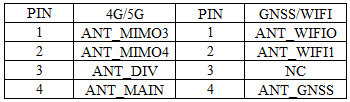 PIN 4G/5G PIN GNSS/WIFI
1 ANT_MIMO3 1 ANT_WIFIO
2 ANT_MIMO4 2 ANT_WIFI1
3 ANT_DIV 3 NC
4 ANT_MAIN 4 ANT_GNSS